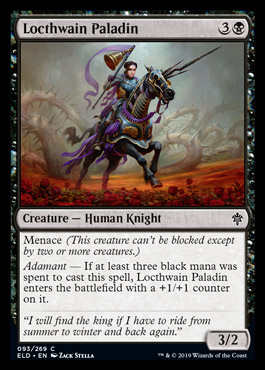 Locthwain Paladin 3
Creature — Human Knight
Menace (This creature can't be blocked except
by two or more creatures.)
Adamant — If at least three black mana was
spent to cast this spell, Locthwain Paladin
enters the battlefield with a +1/+1 counter
on it.
"I will find the king if I have to ride from
summer to winter and back again."
3/2
093/269 C
ELD • EN ZACK STELLA
™ & © 2019 Wizards of the Coast